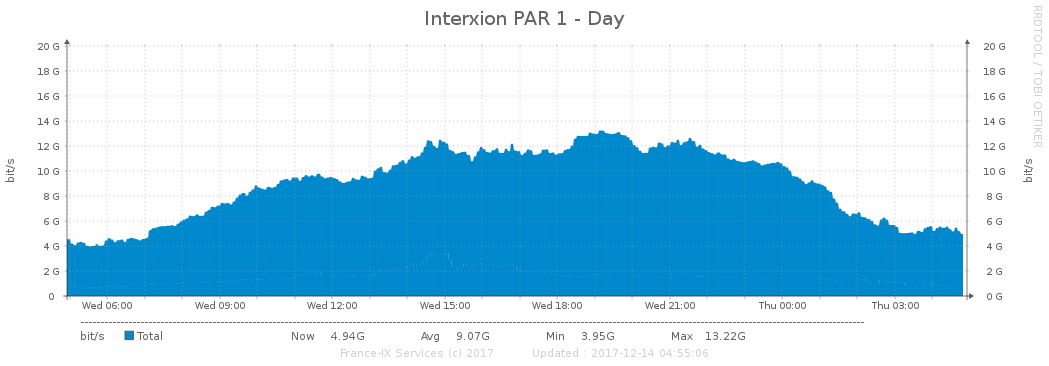 Interxion PAR 1 - Day
RRDTOOL / TOBI OETIKER
bit/s
20 G 20 G
18 G 18 G
16 G 16 G
14 G 14 G
12 G 12 G
10 G 10 G
8 G 8 G
6 G 6 G
4 G 4 G
2 G 2 G
0 0 G
bit/s
Wed 06:00 Wed 09:00 Wed 12:00 Wed 15:00 Wed 18:00 Wed 21:00 Thu 00:00 Thu 03:00
bit/s Total Now 4.94G Avg 9.07G Min 3.95G Max 13.22G
France-IX Services (c) 2017 Updated : 2017-12-14 04:55:06